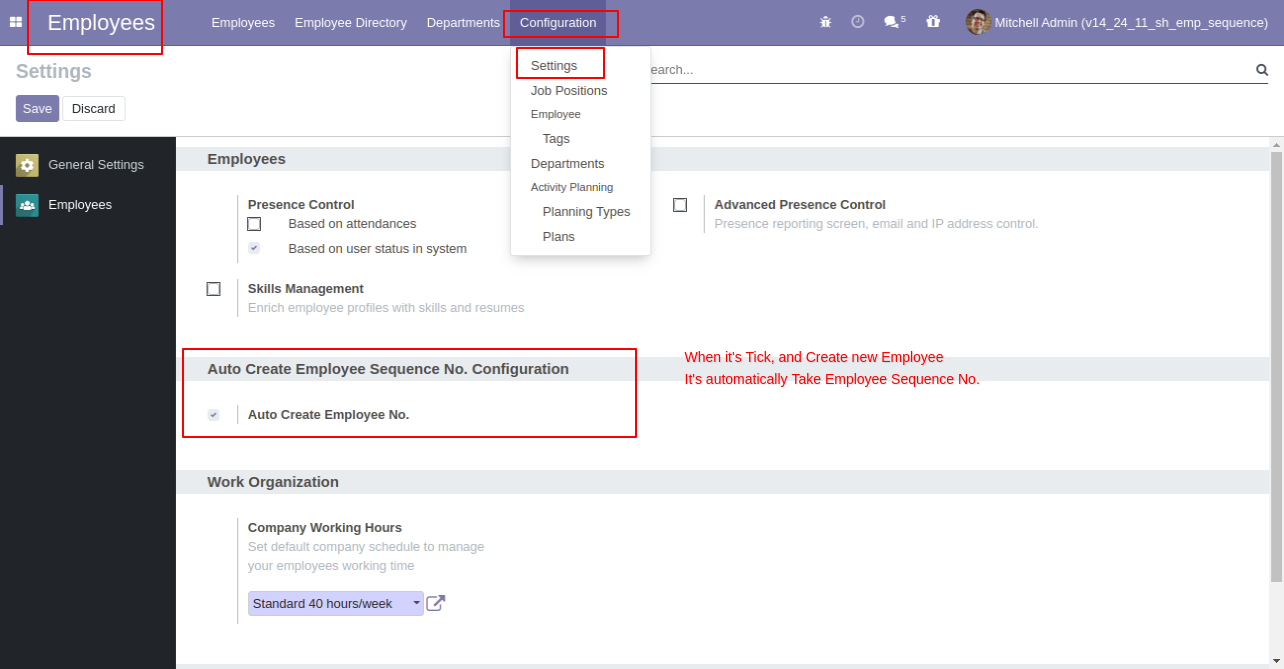 Employees
Employees Employee Directory Departments Configuration
5
Mitchell Admin (v14_24_11_sh_emp_sequence)
Settings
Save Discard
earch...
Settings
Job Positions
Employee
Tags
Departments
Activity Planning
Planning Types
Plans
General Settings
Employees
Employees
Presence Control
Based on attendances
Based on user status in system
Advanced Presence Control
Presence reporting screen, email and IP address control.
Skills Management
Enrich employee profiles with skills and resumes
Auto Create Employee Sequence No. Configuration
Auto Create Employee No.
When it's Tick, and Create new Employee
It's automatically Take Employee Sequence No.
Work Organization
Company Working Hours
Set default company schedule to manage
your employees working time
Standard 40 hours/week